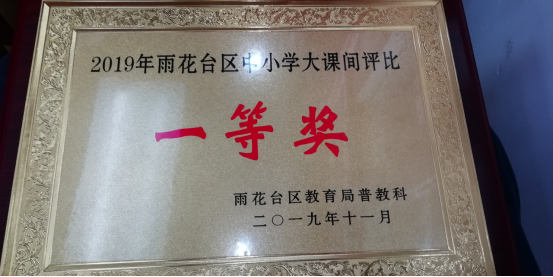 2019年雨花台区中小学大课间评比
一等奖
雨花台区教育局普教科
二〇一九年十一月